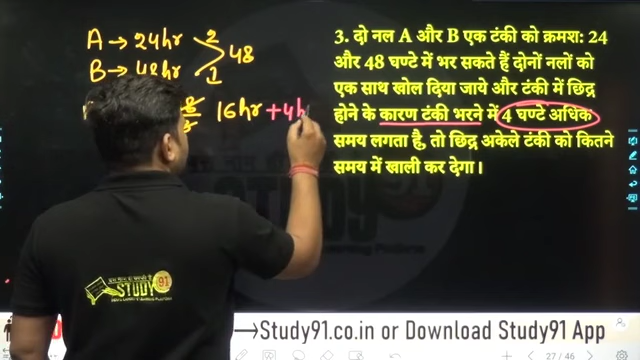 A → 24hr 2
48
B → 48hr 1
16hr + 4h
3. दो नल A और B एक टंकी को क्रमश: 24
और 48 घण्टे में भर सकते हैं दोनों नलों को
एक साथ खोल दिया जाये और टंकी में छिद्र
होने के कारण टंकी भरने में 4 घण्टे अधिक
समय लगता है, तो छिद्र अकेले टंकी को कितने
समय में खाली कर देगा।
STUDY 91
→Study91.co.in or Download Study91 App
27 / 46